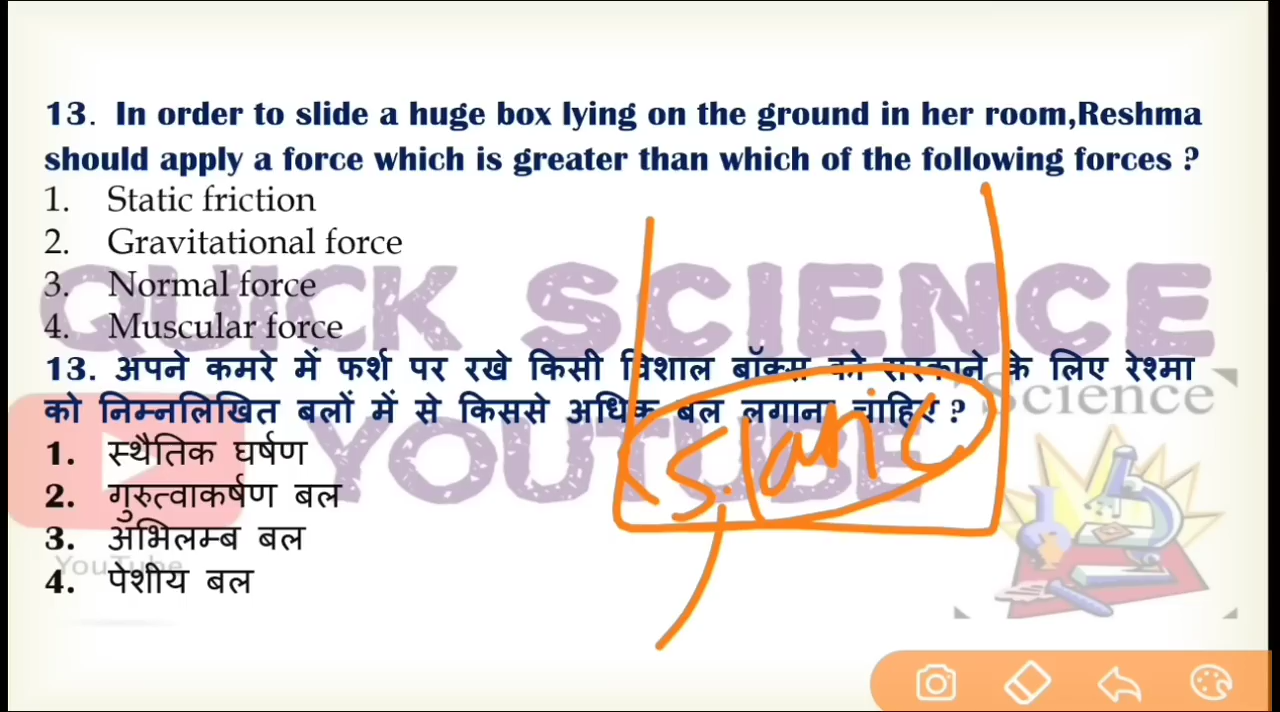 13. In order to slide a huge box lying on the ground in her room,Reshma
should apply a force which is greater than which of the following forces ?
1. Static friction
2. Gravitational force
3. Normal force
4. Muscular force
QUICK SCIENCE
13. अपने कमरे में फर्श पर रखे किसी विशाल बॉक्स को सरकाने के लिए रेश्मा
को निम्नलिखित बलों में से किससे अधिक बल लगाना चाहिए ?
Science
1. स्थैतिक घर्षण
YOUTUBE
2. गुरुत्वाकर्षण बल
3. अभिलम्ब बल
YouTube
4. पेशीय बल